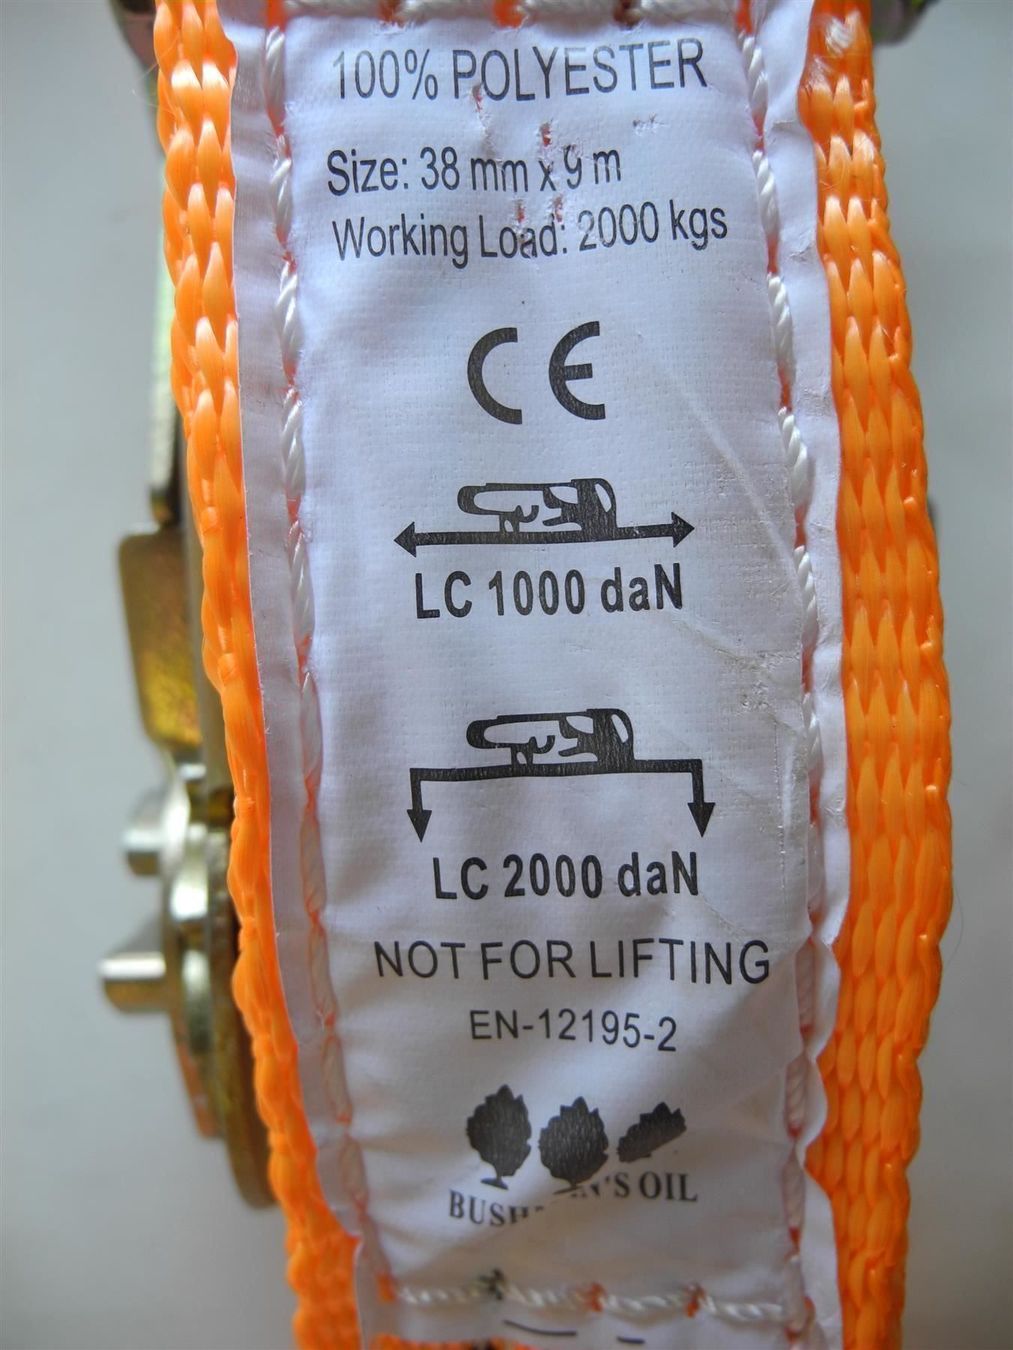 100% POLYESTER
Size: 38 mm x 9 m
Working Load: 2000 kgs
CE
LC 1000 daN
LC 2000 daN
NOT FOR LIFTING
EN-12195-2
OIL